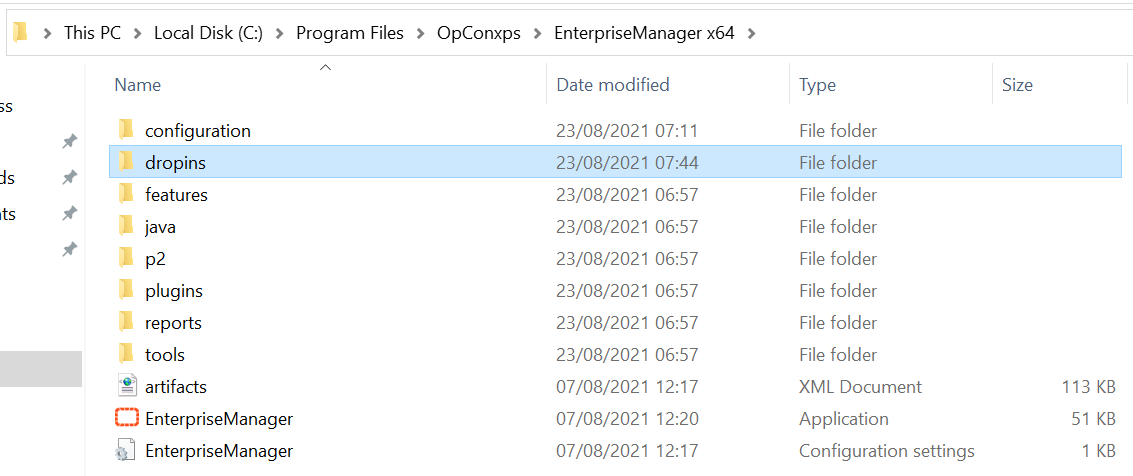 This PC > Local Disk (C:) > Program Files > OpConxps > EnterpriseManager x64 >
Name Date modified Type Size
ss
configuration 23/08/2021 07:11 File folder
dropins 23/08/2021 07:44 File folder
ds
features 23/08/2021 06:57 File folder
nts
java 23/08/2021 06:57 File folder
p2 23/08/2021 06:57 File folder
plugins 23/08/2021 06:57 File folder
reports 23/08/2021 06:57 File folder
tools 23/08/2021 06:57 File folder
artifacts 07/08/2021 12:17 XML Document 113 KB
EnterpriseManager 07/08/2021 12:20 Application 51 KB
EnterpriseManager 07/08/2021 12:17 Configuration settings 1 KB